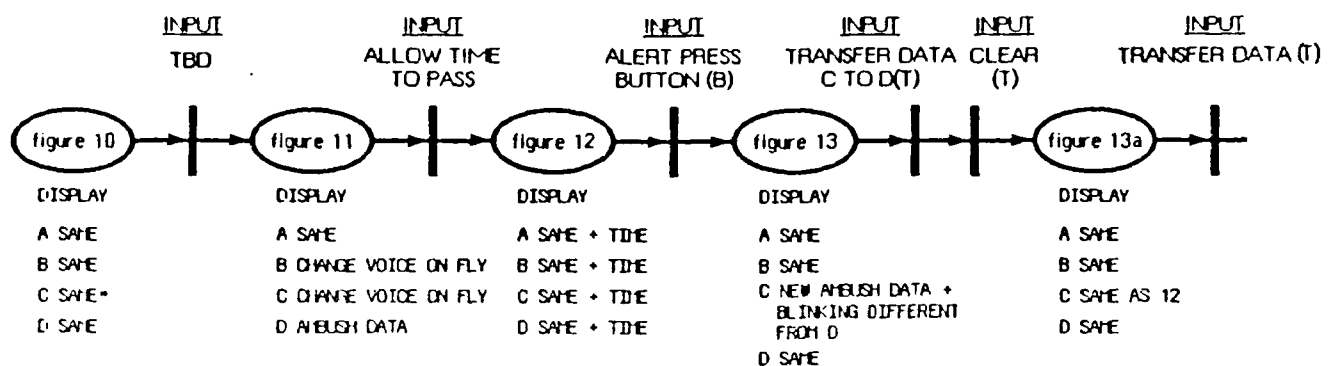 INPUT INPUT INPUT INPUT INPUT INPUT
TBD ALLOW TIME ALERT PRESS TRANSFER DATA CLEAR TRANSFER DATA (T)
TO PASS BUTTON (B) C TO D(T) (T)
figure 10 figure 11 figure 12 figure 13 figure 13a
DISPLAY DISPLAY DISPLAY DISPLAY DISPLAY
A SAME A SAME A SAME + TIME A SAME A SAME
B SAME B CHANGE VOICE ON FLY B SAME + TIME B SAME B SAME
C SAME* C CHANGE VOICE ON FLY C SAME + TIME C NEW AMBUSH DATA + C SAME AS 12
BLINKING DIFFERENT
D SAME D AMBUSH DATA D SAME + TIME FROM D D SAME
D SAME